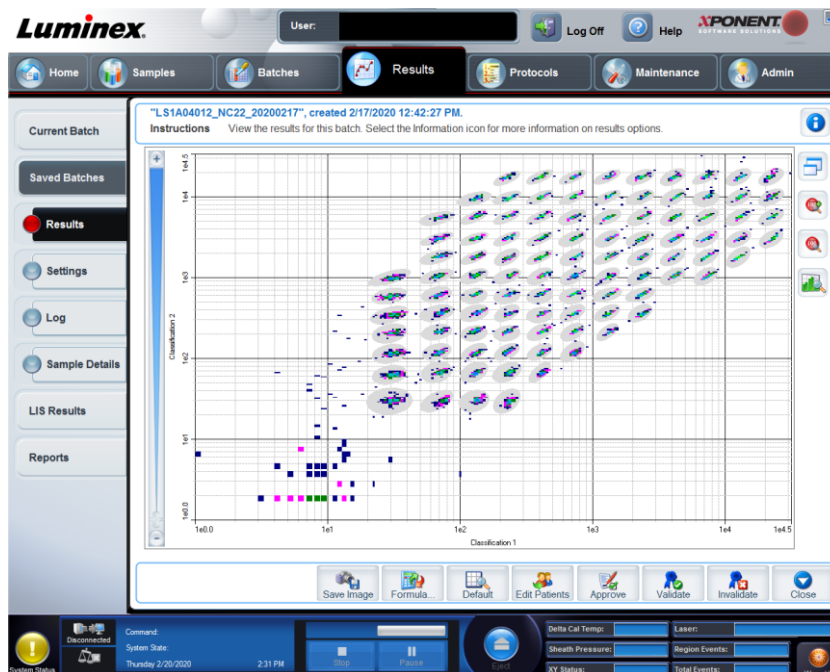 Luminex.
User:
Log Off
Help
XPONENT.
SOFTWARE SOLUTIONS
Home
Samples
Batches
Results
Protocols
Maintenance
Admin
Current Batch
Saved Batches
Results
Settings
Log
Sample Details
LIS Results
Reports
"LS1A04012_NC22_20200217", created 2/17/2020 12:42:27 PM.
Instructions View the results for this batch. Select the Information icon for more information on results options.
1e4.5
1e4
1e3
Classification 2
1e2
1e1
1e0.0
1e0.0 1e1 1e2 1e3 1e4 1e4.5
Classification 1
Save Image
Formula...
Default
Edit Patients
Approve
Validate
Invalidate
Close
System Status
Disconnected
Command:
System State:
Thursday 2/20/2020 2:31 PM
Stop
Pause
Eject
Delta Cal Temp:
Laser:
Sheath Pressure:
Region Events:
XY Status:
Total Events: